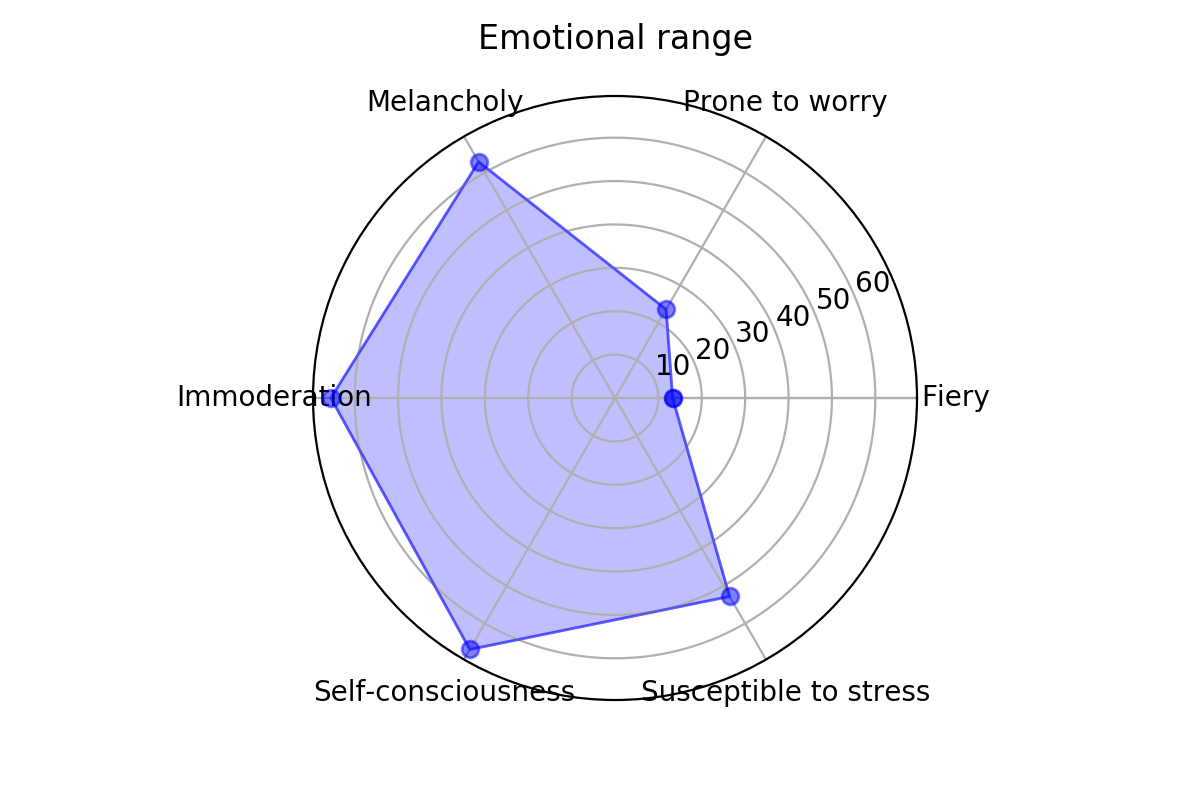 Emotional range
Melancholy
Prone to worry
60
50
40
30
20
10
Immoderation
Fiery
Self-consciousness
Susceptible to stress